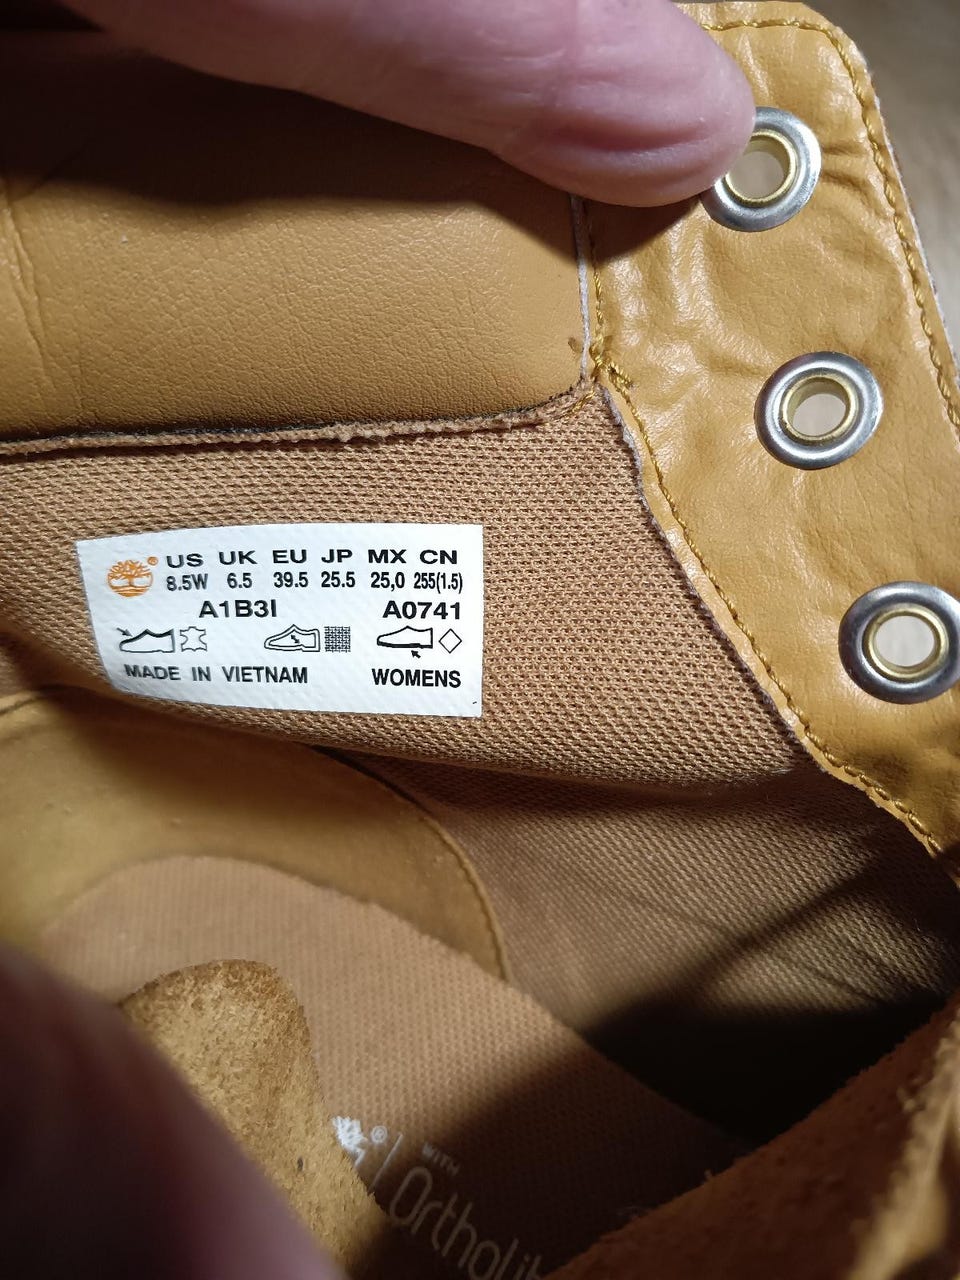 ® US UK EU JP MX CN
8.5W 6.5 39.5 25.5 25,0 255(1.5)
A1B3I A0741
MADE IN VIETNAM WOMENS
® WITH